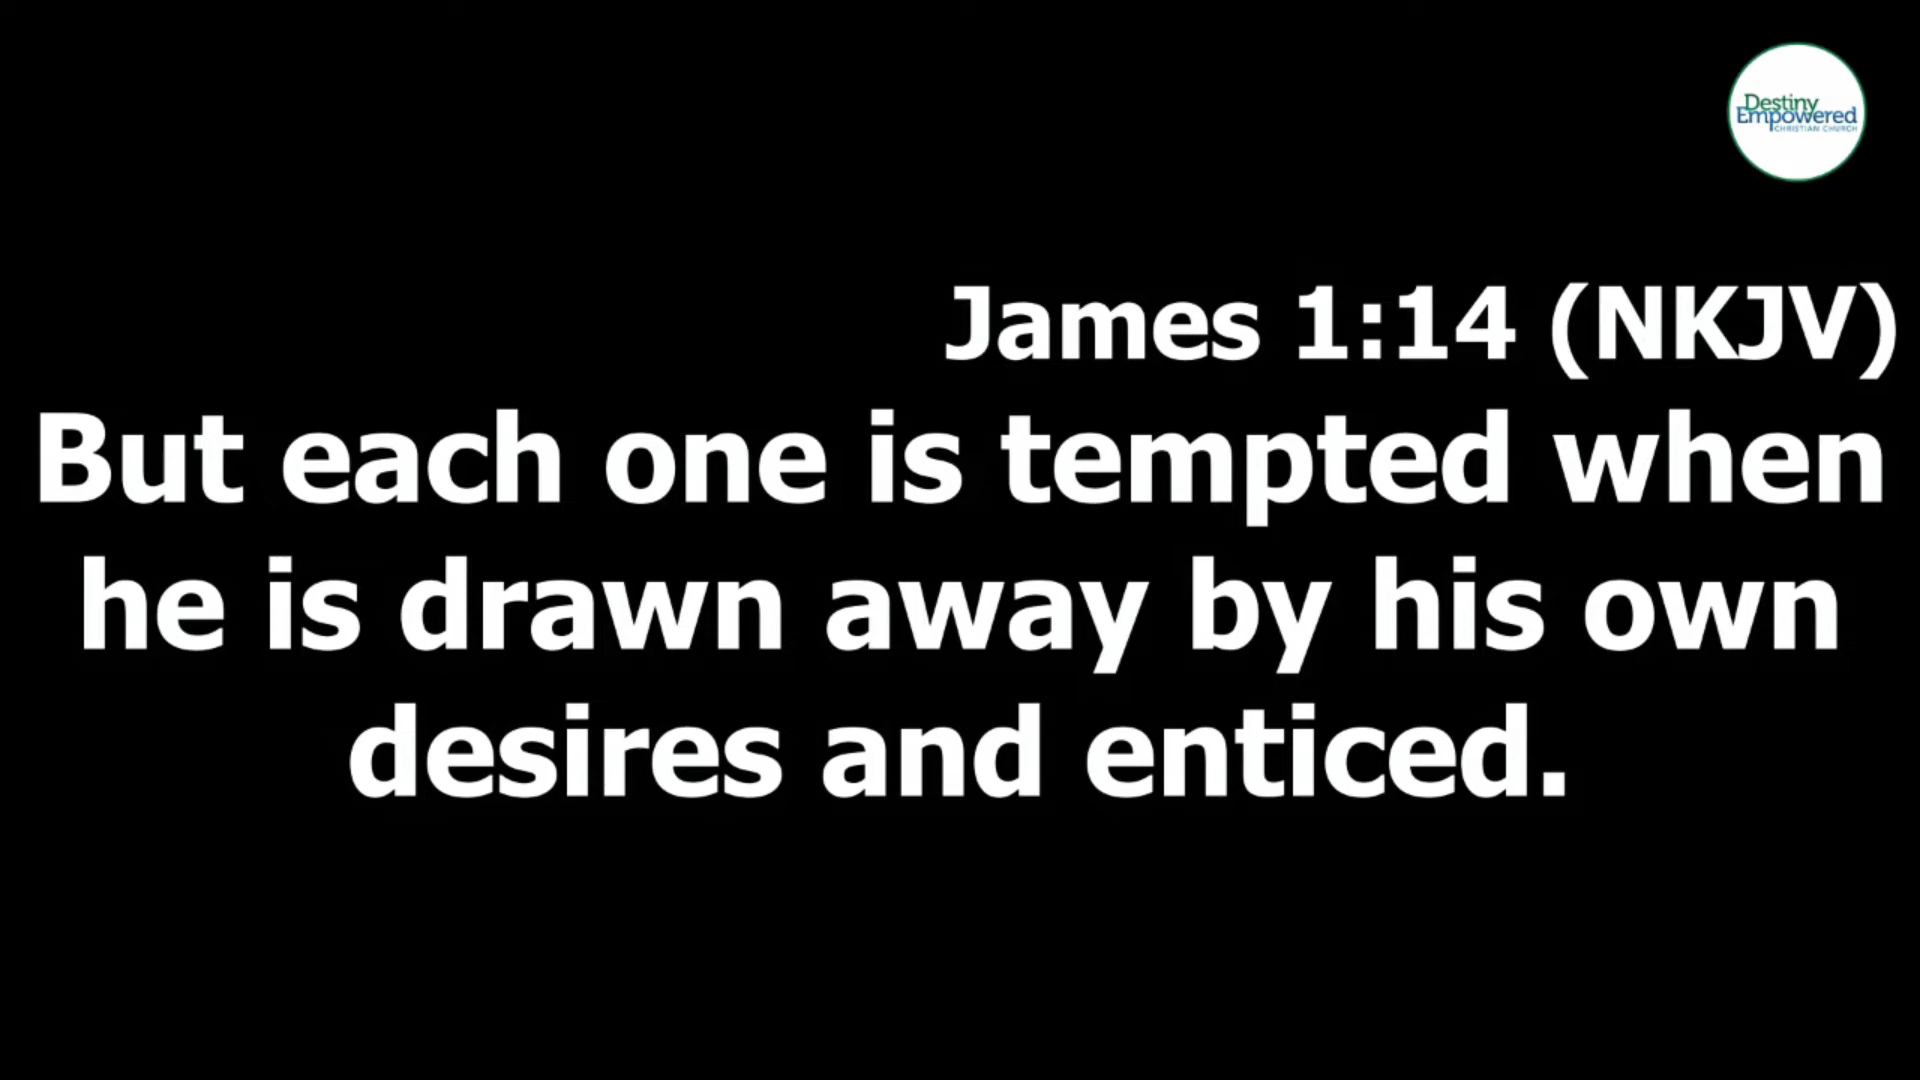 Destiny
Empowered
CHRISTIAN CHURCH
James 1:14 (NKJV)
But each one is tempted when
he is drawn away by his own
desires and enticed.